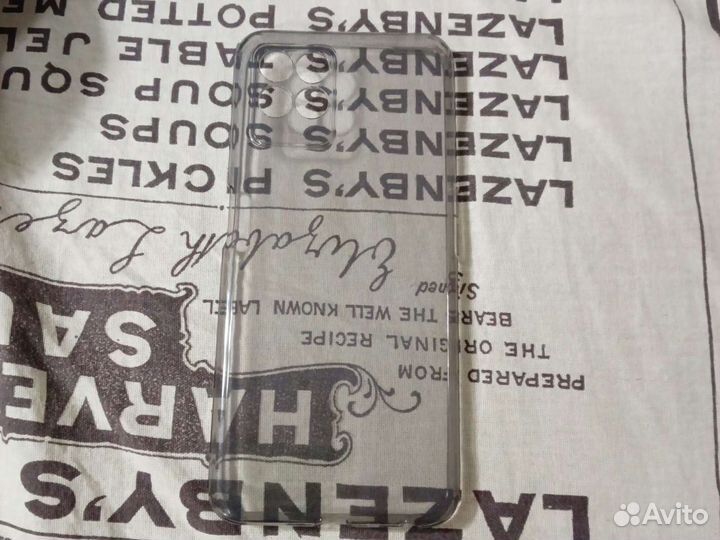 LAZENBY'S
HARVE
SAU
PREPARED FROM
THE ORIGINAL RECIPE
BEARS THE WELL KNOWN LABEL
Signed
Elizabeth Laze
LAZENBY'S PICKLES
LAZENBY'S SOUPS
LAZENBY'S SOUP SQU
LAZENBY'S TABLE JEL
LAZENBY'S POTTED ME
Avito